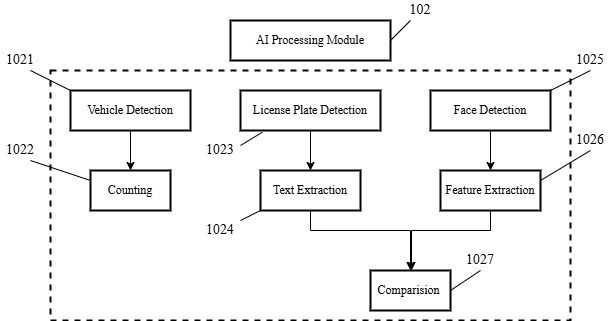 102
AI Processing Module
1021
1025
Vehicle Detection
License Plate Detection
Face Detection
1023
1026
1022
Counting
Text Extraction
Feature Extraction
1024
1027
Comparision